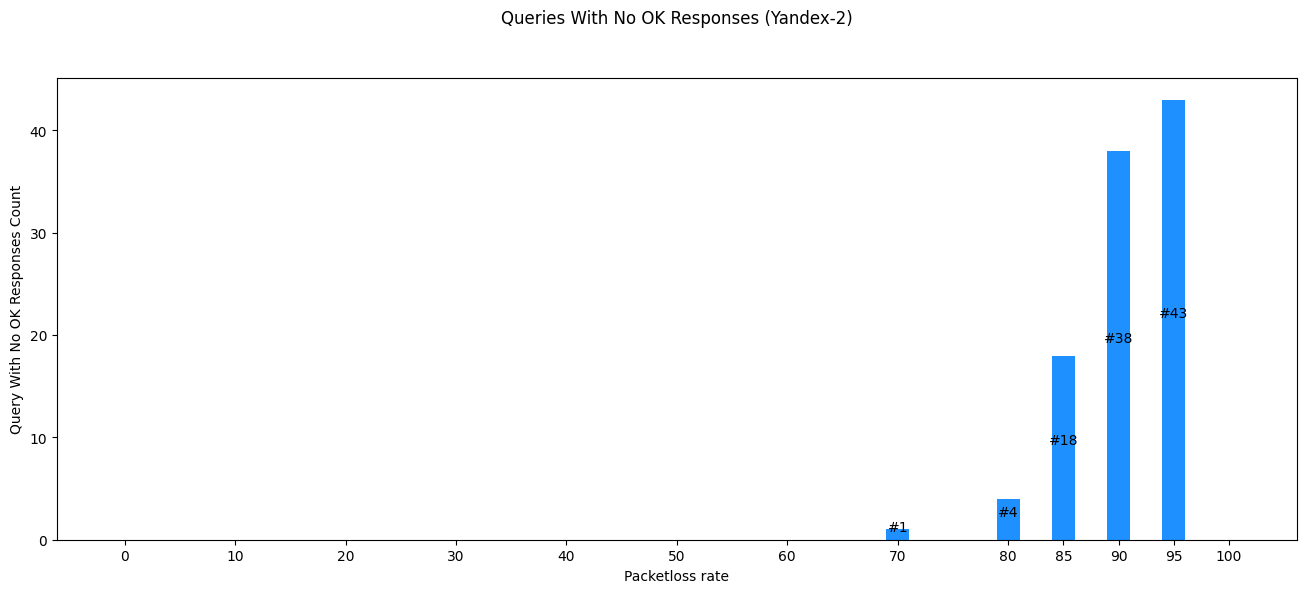 Queries With No OK Responses (Yandex-2)
Query With No OK Responses Count
40
30
20
10
0
#1
#4
#18
#38
#43
0 10 20 30 40 50 60 70 80 85 90 95 100
Packetloss rate